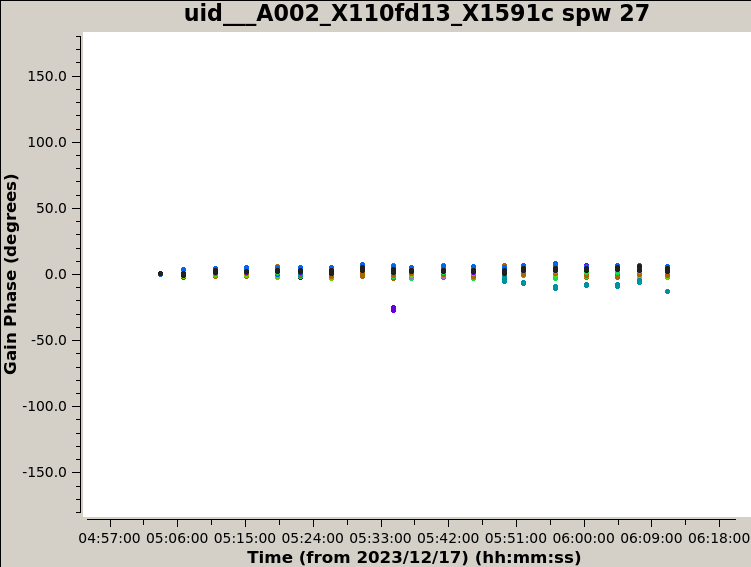 uid___A002_X110fd13_X1591c spw 27
150.0
100.0
50.0
0.0
-50.0
-100.0
-150.0
Gain Phase (degrees)
04:57:00 05:06:00 05:15:00 05:24:00 05:33:00 05:42:00 05:51:00 06:00:00 06:09:00 06:18:00
Time (from 2023/12/17) (hh:mm:ss)